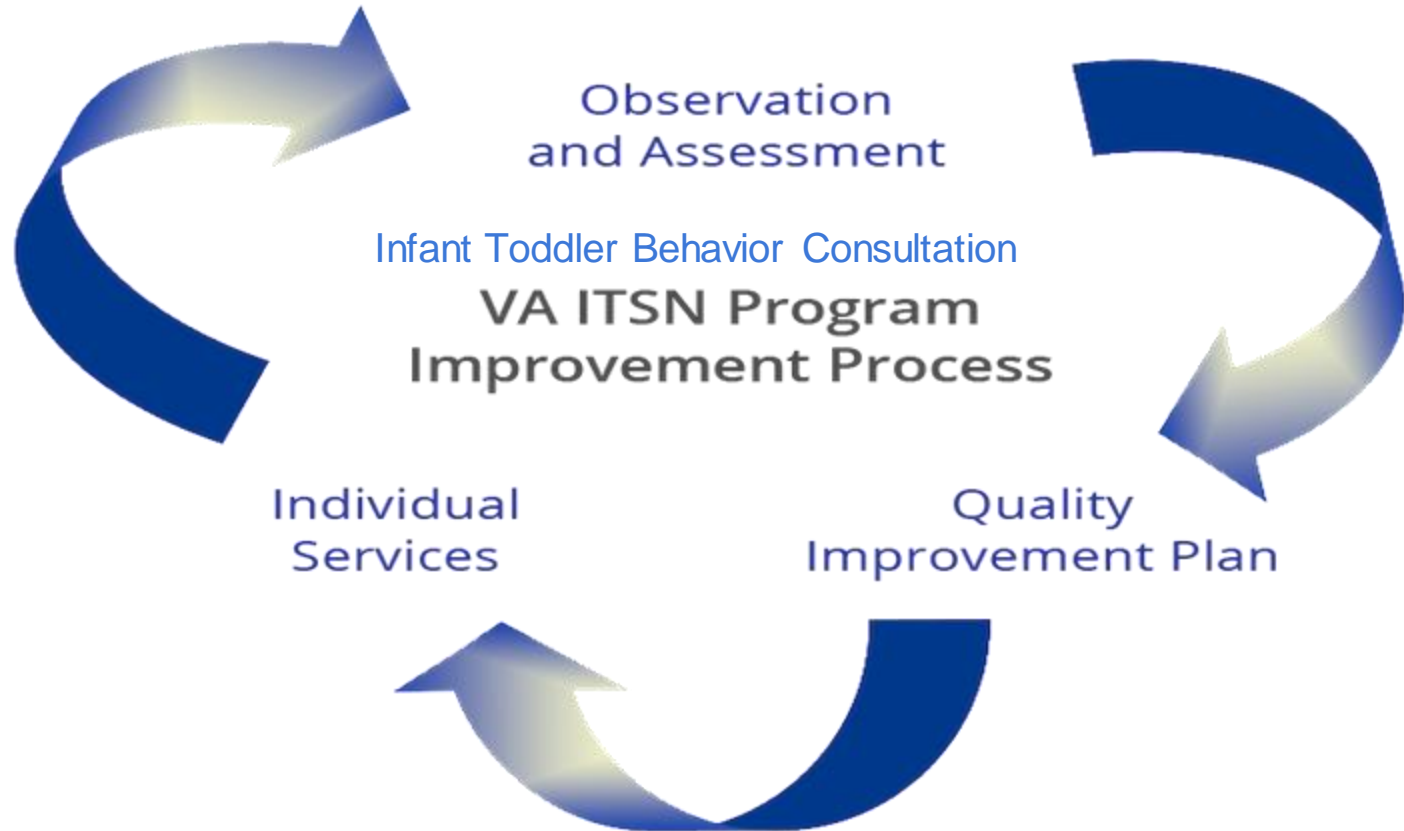 Observation
and Assessment
Infant Toddler Behavior Consultation
VA ITSN Program
Improvement Process
Individual
Services
Quality
Improvement Plan